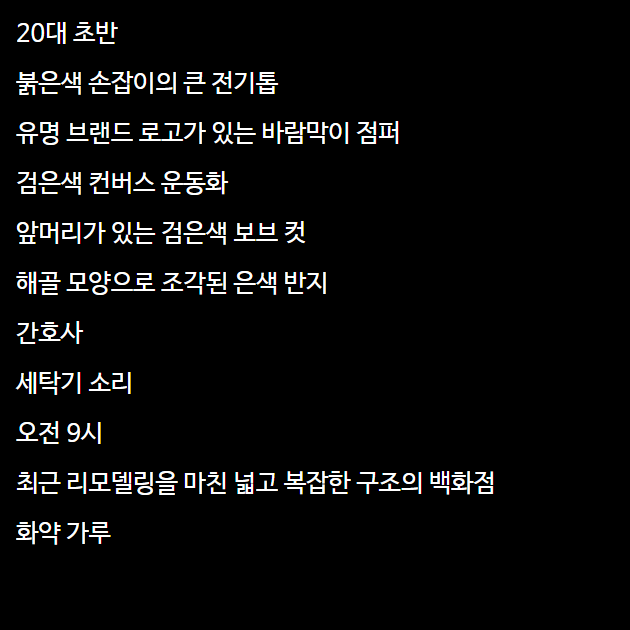 20대 초반
붉은색 손잡이의 큰 전기톱
유명 브랜드 로고가 있는 바람막이 점퍼
검은색 컨버스 운동화
앞머리가 있는 검은색 보브 컷
해골 모양으로 조각된 은색 반지
간호사
세탁기 소리
오전 9시
최근 리모델링을 마친 넓고 복잡한 구조의 백화점
화약 가루